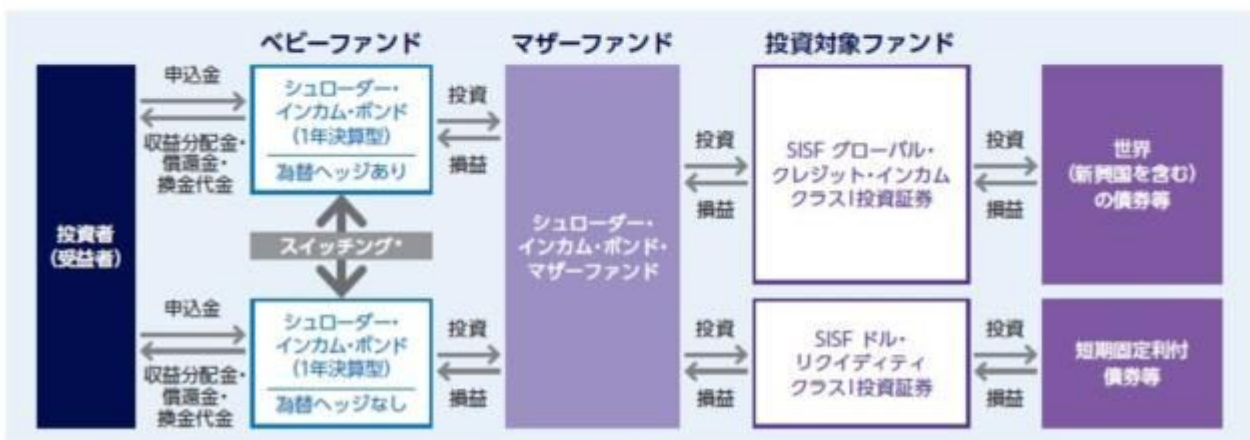 ベビーファンド
マザーファンド
投資対象ファンド
投資者
(受益者)
申込金
収益分配金・
償還金・
換金代金
シュローダー・
インカム・ボンド
(1年決算型)
為替ヘッジあり
投資
損益
スイッチング*
申込金
収益分配金・
償還金・
換金代金
シュローダー・
インカム・ボンド
(1年決算型)
為替ヘッジなし
投資
損益
シュローダー・
インカム・ボンド・
マザーファンド
投資
損益
SISF グローバル・
クレジット・インカム
クラスI投資証券
投資
損益
世界
(新興国を含む)
の債券等
投資
損益
SISF ドル・
リクイディティ
クラスI投資証券
投資
損益
短期固定利付
債券等